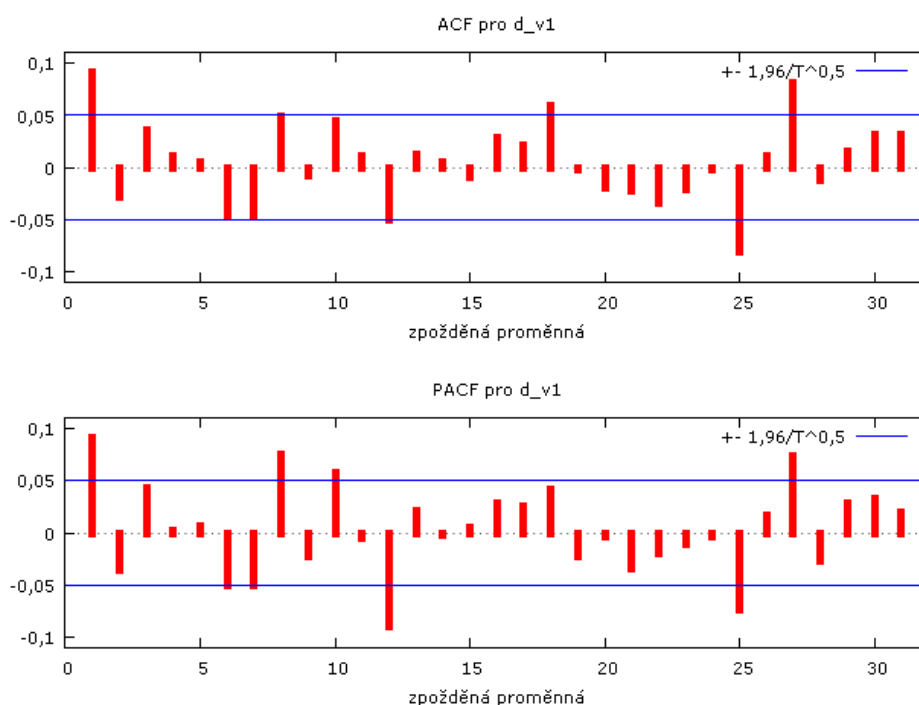 ACF pro d_v1
+- 1,96/T^0,5
0,1
0,05
0
-0,05
-0,1
0 5 10 15 20 25 30
zpožděná proměnná
PACF pro d_v1
+- 1,96/T^0,5
0,1
0,05
0
-0,05
-0,1
0 5 10 15 20 25 30
zpožděná proměnná